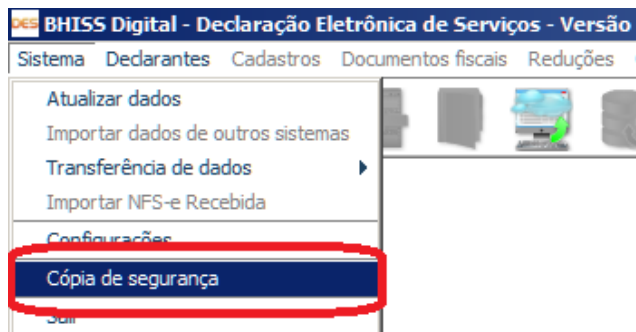 DES BHISS Digital - Declaração Eletrônica de Serviços - Versão
Sistema Declarantes Cadastros Documentos fiscais Reduções
Atualizar dados
Importar dados de outros sistemas
Transferência de dados
Importar NFS-e Recebida
Configurações
Cópia de segurança
Sair